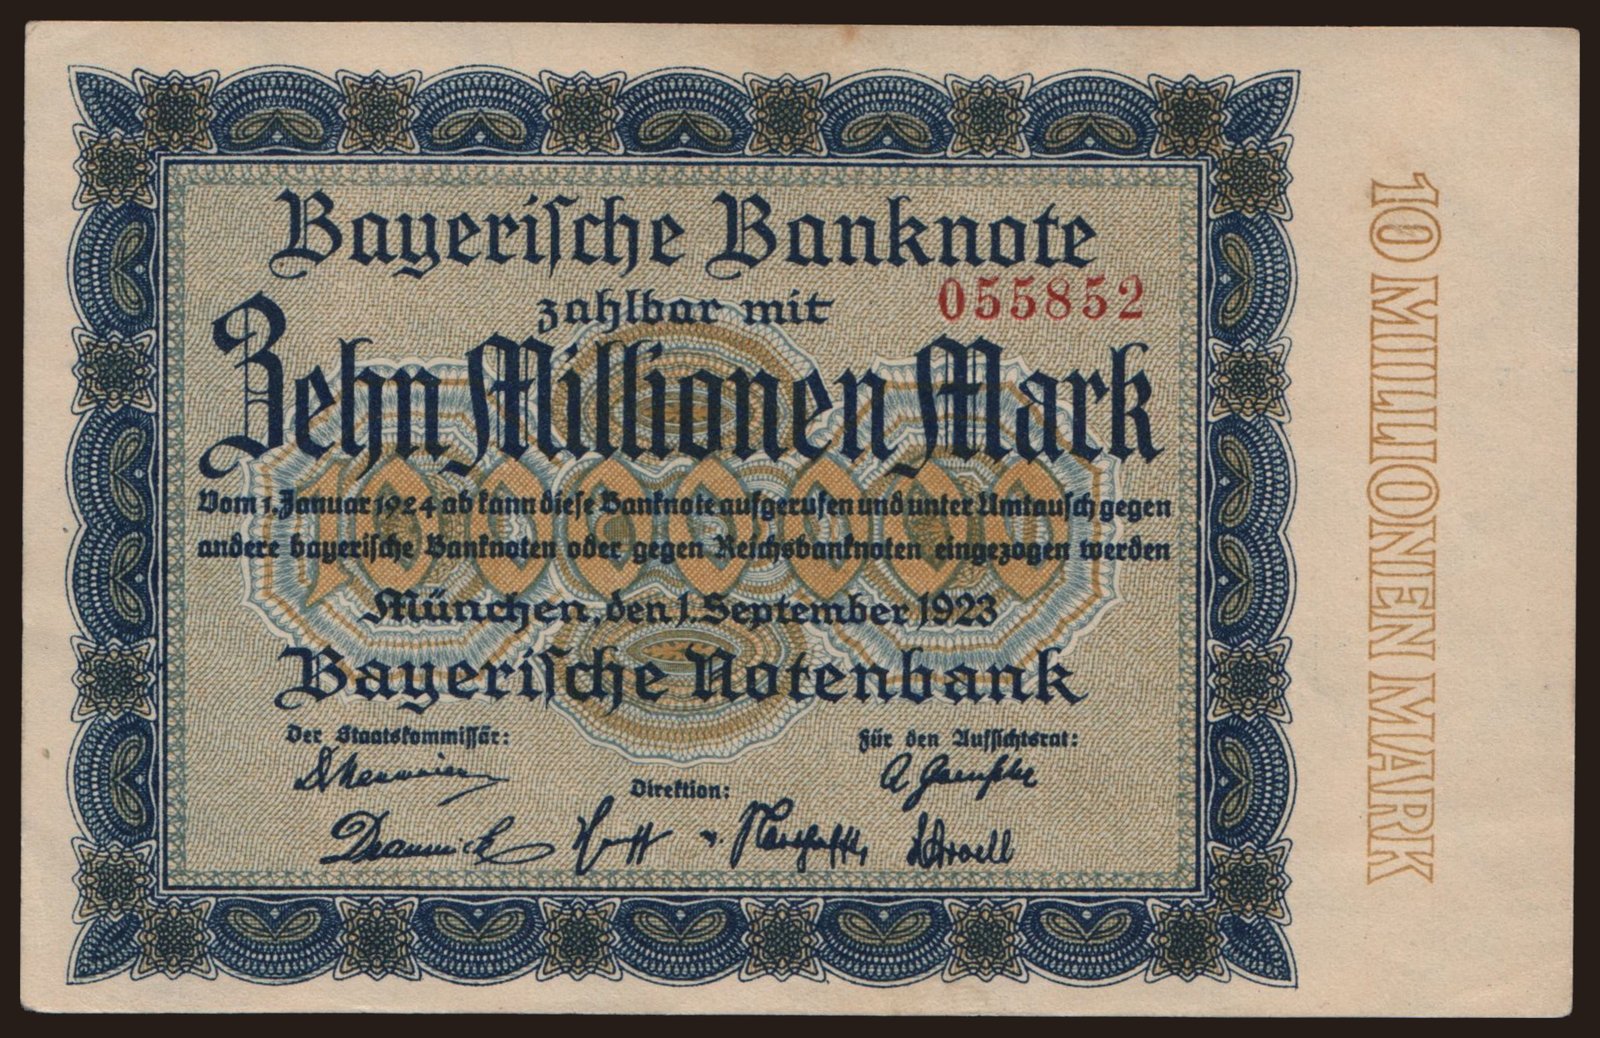 Bayerische Banknote
zahlbar mit
055852
Zehn Millionen Mark
10000000
Vom 1. Januar 1924 ab kann diese Banknote aufgerufen und unter Umtausch gegen
andere bayerische Banknoten oder gegen Reichsbanknoten eingezogen werden
München, den 1. September 1923
Bayerische Notenbank
Der Staatskommissär:
Für den Aufsichtsrat:
Direktion:
10 MILLIONEN MARK